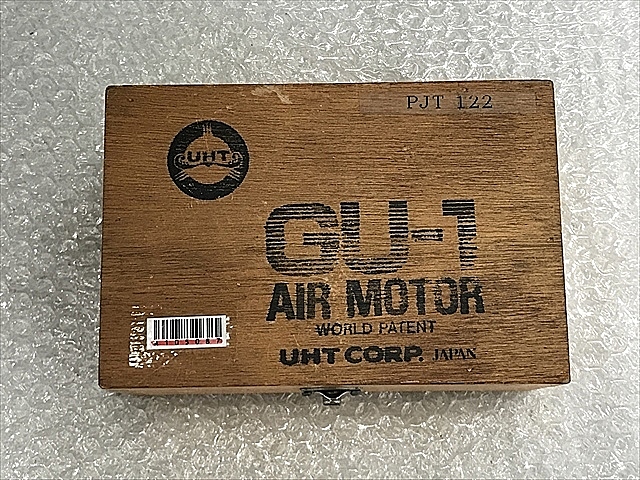 PJT 122
UHT
GU-1
AIR MOTOR
WORLD PATENT
UHT CORP. JAPAN